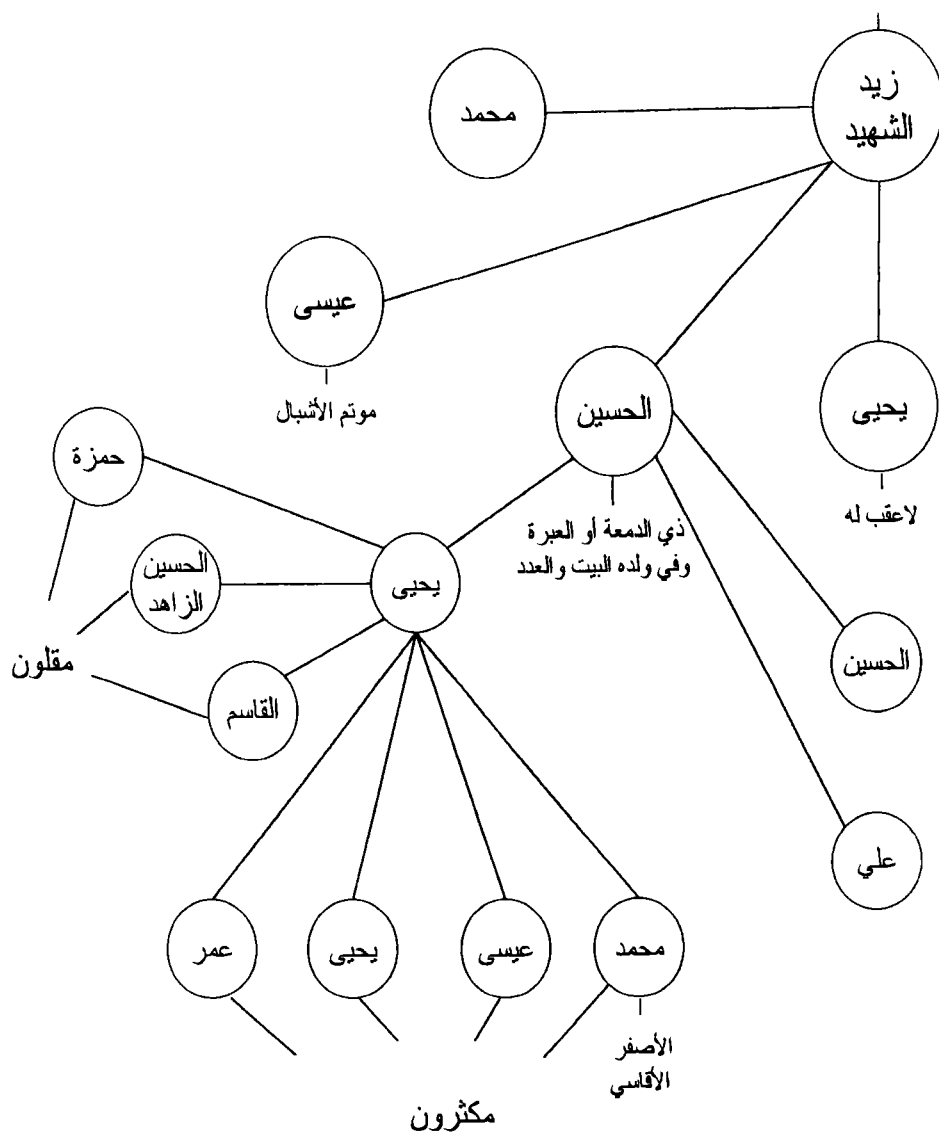 زيد
الشهيد
محمد
عيسى
موتم الأشبال
الحسين
ذي الدمعة أو العبرة
وفي ولده البيت والعدد
يحيى
لاعقب له
حمزة
الحسين
الزاهد
يحيى
القاسم
مقلون
الحسين
علي
محمد
عيسى
يحيى
عمر
الأصفر
الأقاسي
مكثرون